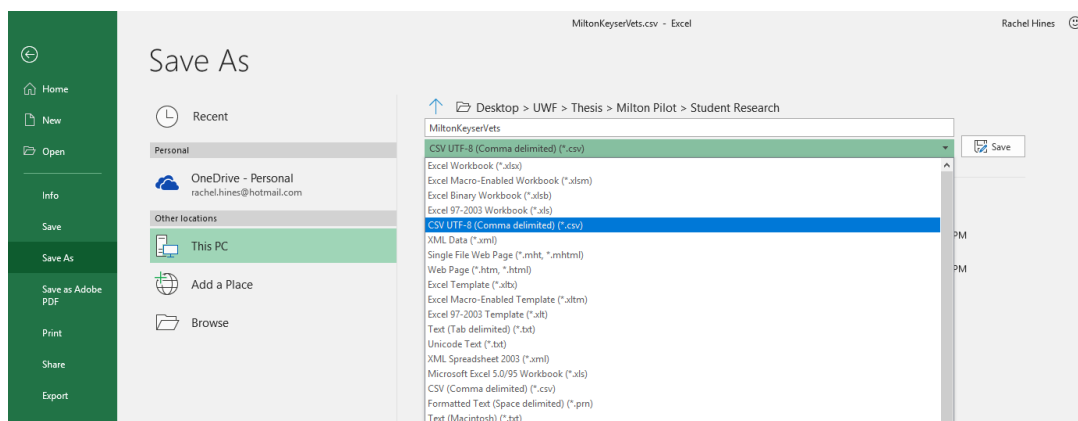 MiltonKeyserVets.csv - Excel
Rachel Hines
Home
New
Open
Info
Save
Save As
Save as Adobe
PDF
Print
Share
Export
Save As
Recent
Personal
OneDrive - Personal
rachel.hines@hotmail.com
Other locations
This PC
Add a Place
Browse
Desktop > UWF > Thesis > Milton Pilot > Student Research
MiltonKeyserVets
CSV UTF-8 (Comma delimited) (*.csv)
Save
Excel Workbook (*.xlsx)
Excel Macro-Enabled Workbook (*.xlsm)
Excel Binary Workbook (*.xlsb)
Excel 97-2003 Workbook (*.xls)
CSV UTF-8 (Comma delimited) (*.csv)
XML Data (*.xml)
Single File Web Page (*.mht, *.mhtml)
Web Page (*.htm, *.html)
Excel Template (*.xltx)
Excel Macro-Enabled Template (*.xltm)
Excel 97-2003 Template (*.xlt)
Text (Tab delimited) (*.txt)
Unicode Text (*.txt)
XML Spreadsheet 2003 (*.xml)
Microsoft Excel 5.0/95 Workbook (*.xls)
CSV (Comma delimited) (*.csv)
Formatted Text (Space delimited) (*.prn)
Text (Macintosh) (*.txt)
PM
PM